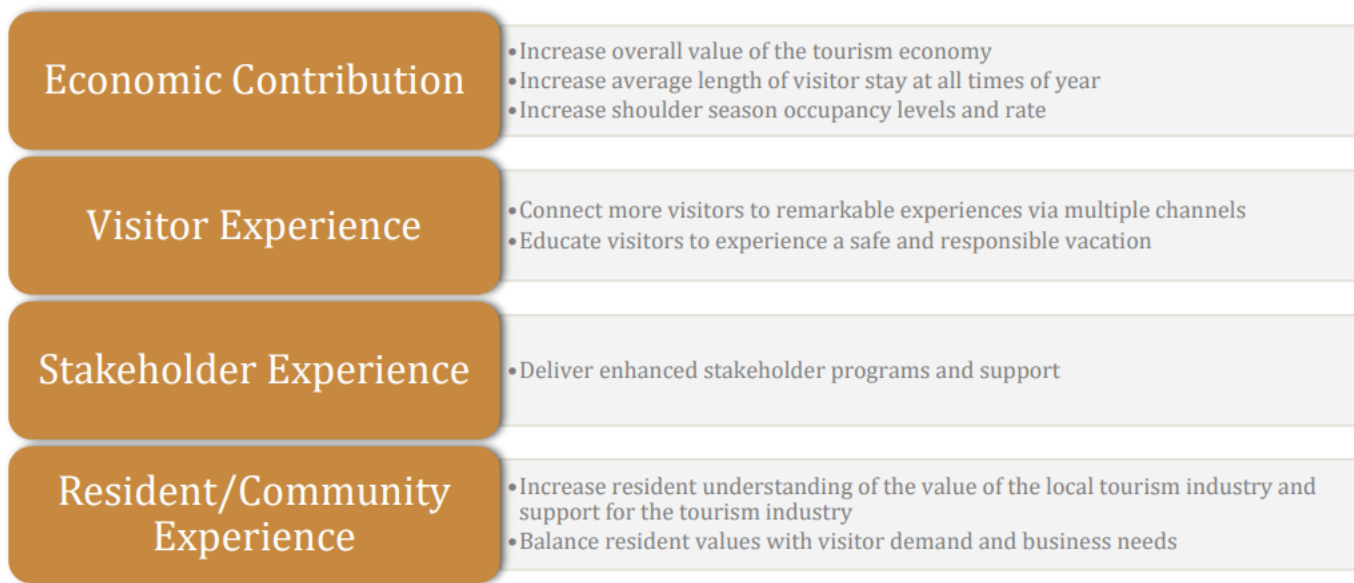 Economic Contribution
•Increase overall value of the tourism economy
•Increase average length of visitor stay at all times of year
•Increase shoulder season occupancy levels and rate
Visitor Experience
•Connect more visitors to remarkable experiences via multiple channels
•Educate visitors to experience a safe and responsible vacation
Stakeholder Experience
•Deliver enhanced stakeholder programs and support
Resident/Community
Experience
•Increase resident understanding of the value of the local tourism industry and
support for the tourism industry
•Balance resident values with visitor demand and business needs